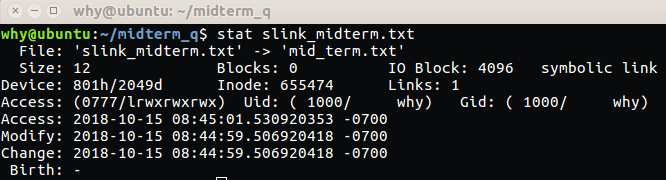 why@ubuntu: ~/midterm_q
why@ubuntu:~/midterm_q$ stat slink_midterm.txt
  File: 'slink_midterm.txt' -> 'mid_term.txt'
  Size: 12              Blocks: 0          IO Block: 4096   symbolic link
Device: 801h/2049d      Inode: 655474      Links: 1
Access: (0777/lrwxrwxrwx)  Uid: ( 1000/     why)   Gid: ( 1000/     why)
Access: 2018-10-15 08:45:01.530920353 -0700
Modify: 2018-10-15 08:44:59.506920418 -0700
Change: 2018-10-15 08:44:59.506920418 -0700
 Birth: -